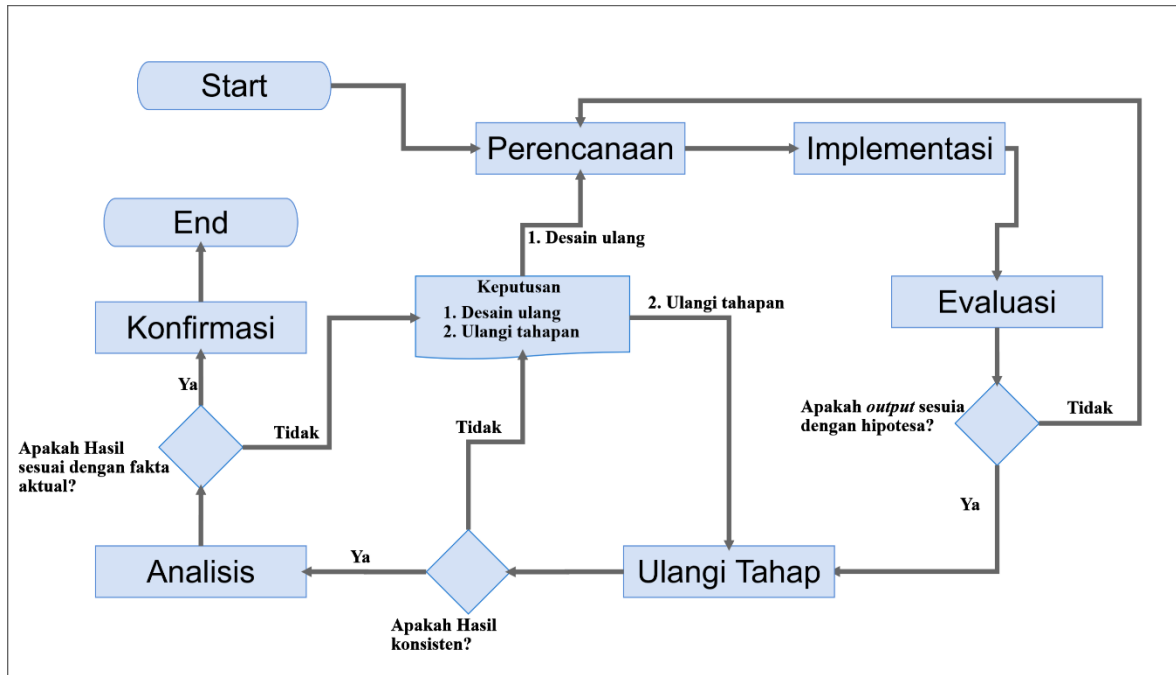 Start
Perencanaan
Implementasi
End
1. Desain ulang
Keputusan
1. Desain ulang
2. Ulangi tahapan
2. Ulangi tahapan
Evaluasi
Konfirmasi
Ya
Tidak
Apakah Hasil
sesuai dengan fakta
aktual?
Tidak
Apakah output sesuia
dengan hipotesa?
Tidak
Ya
Analisis
Ya
Apakah Hasil
konsisten?
Ulangi Tahap